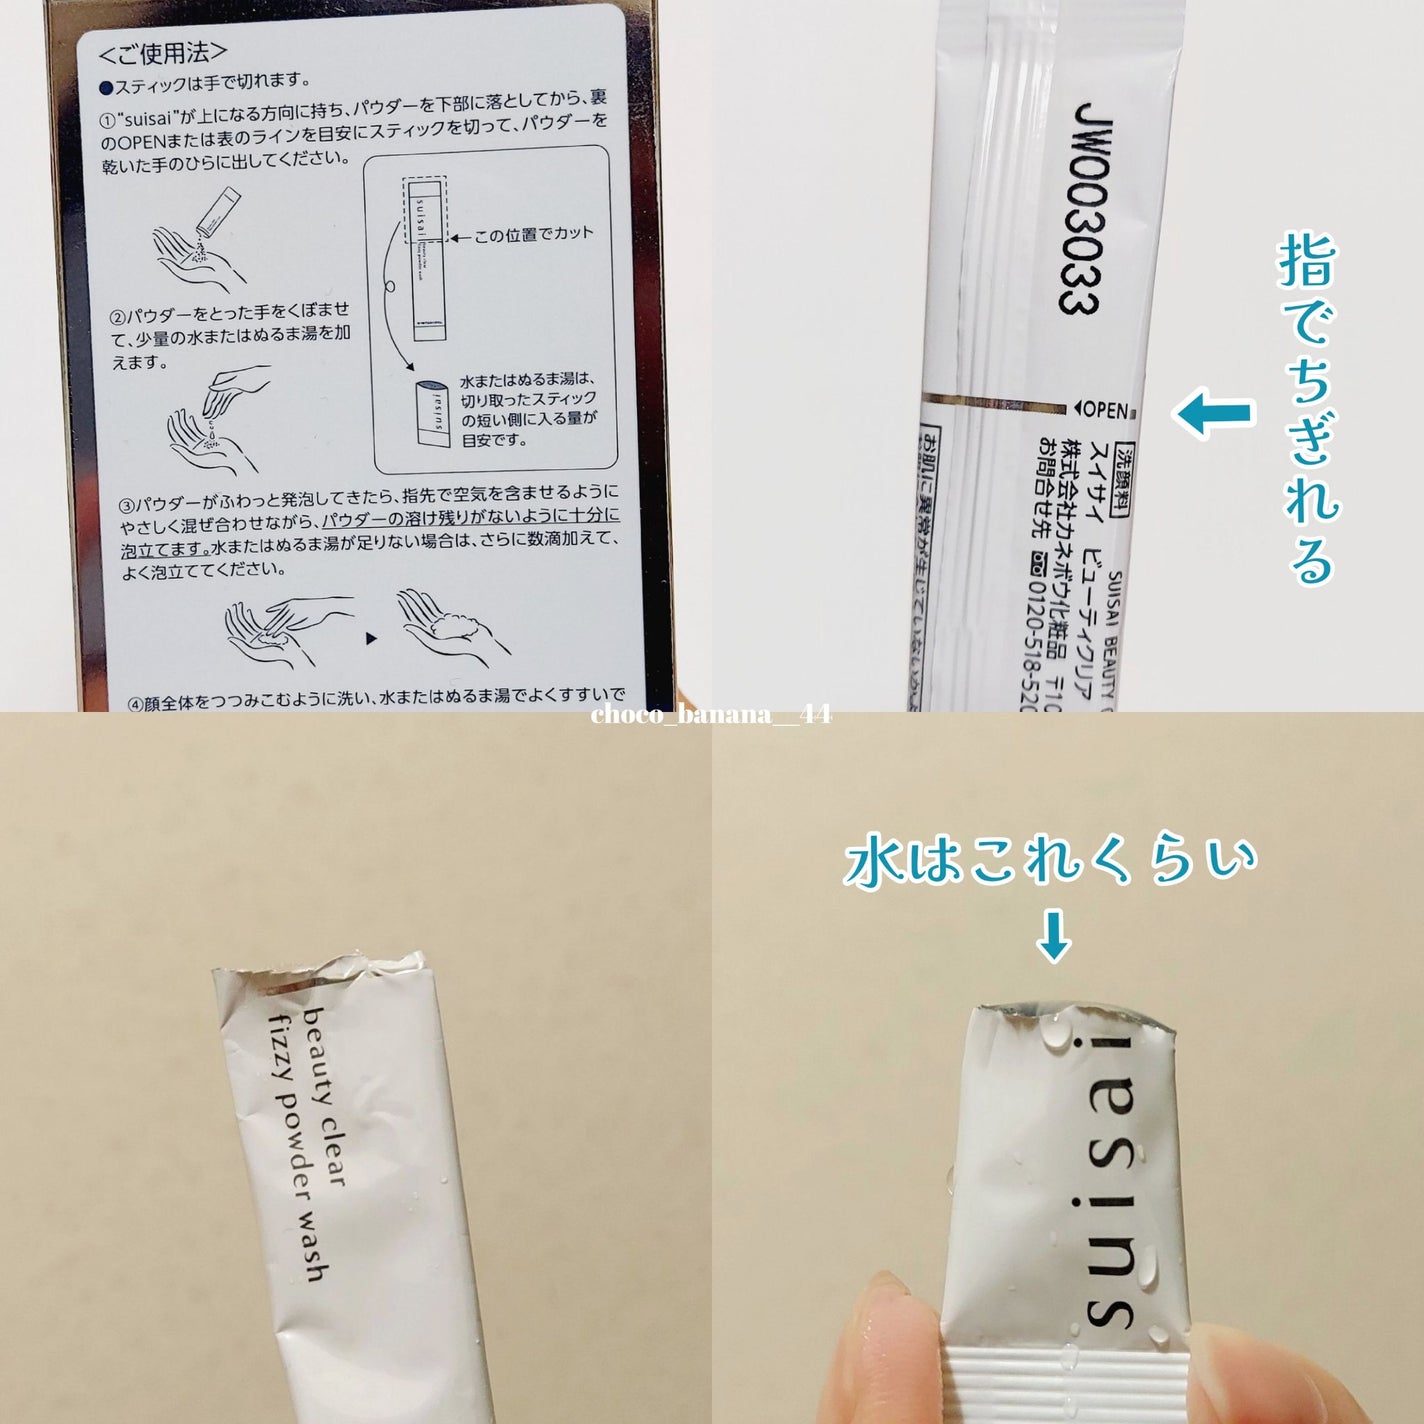 ＜ご使用法＞
●スティックは手で切れます。
①“suisai”が上になる方向に持ち、パウダーを下部に落としてから、裏
のOPENまたは表のラインを目安にスティックを切って、パウダーを
乾いた手のひらに出してください。
suisai
この位置でカット
②パウダーをとった手をくぼませ
て、少量の水またはぬるま湯を加
えます。
suisai
水またはぬるま湯は、
切り取ったスティック
の短い側に入る量が
目安です。
③パウダーがふわっと発泡してきたら、指先で空気を含ませるように
やさしく混ぜ合わせながら、パウダーの溶け残りがないように十分に
泡立てます。水またはぬるま湯が足りない場合は、さらに数滴加えて、
よく泡立ててください。
④顔全体をつつみこむように洗い、水またはぬるま湯でよくすすいで
JW003033
◀OPEN
指でちぎれる
SUISAI BEAUTY
洗顔料
スイサイ ビューティクリア
株式会社カネボウ化粧品 〒10
お問合せ先 0120-518-520
お肌に異常が生じていないかよ
choco_banana__44
beauty clear
fizzy powder wash
水はこれくらい
suisai